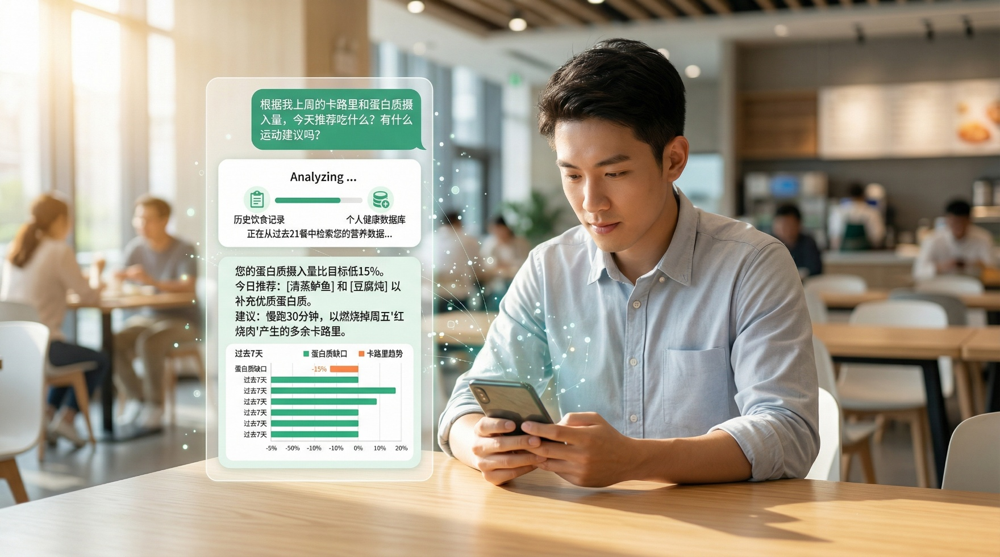 根据我上周的卡路里和蛋白质摄
入量，今天推荐吃什么？有什么
运动建议吗？
Analyzing ...
历史饮食记录
个人健康数据库
正在从过去21餐中检索您的营养数据...
您的蛋白质摄入量比目标低15%。
今日推荐：[清蒸鲈鱼] 和 [豆腐炖] 以
补充优质蛋白质。
建议：慢跑30分钟，以燃烧掉周五'红
烧肉'产生的多余卡路里。
过去7天
蛋白质缺口
卡路里趋势
蛋白质缺口
-15%
过去7天
过去7天
过去7天
过去7天
过去7天
过去7天
-5% -50% -10% -10% 0% 10% 20%